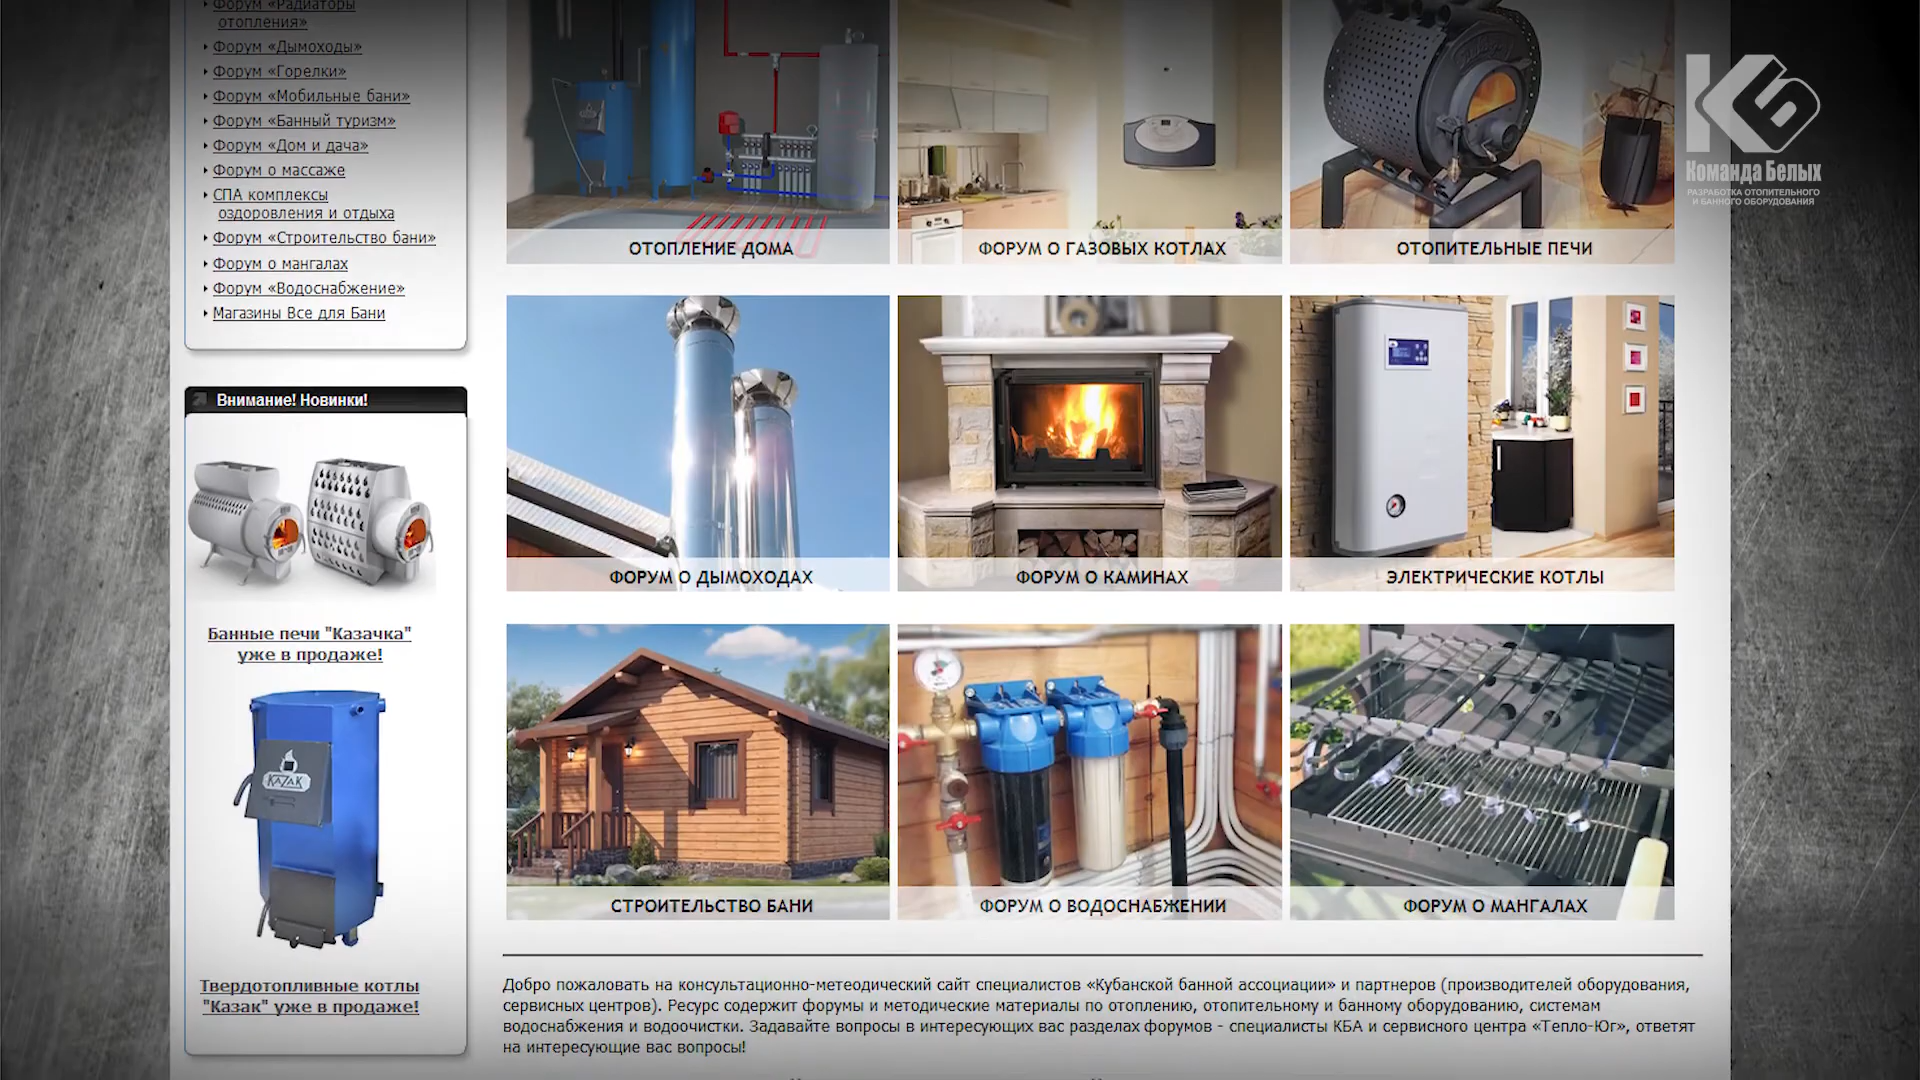 Форум «Радиаторы
отопления»
Форум «Дымоходы»
Форум «Горелки»
Форум «Мобильные бани»
Форум «Банный туризм»
Форум «Дом и дача»
Форум о массаже
СПА комплексы
оздоровления и отдыха
Форум «Строительство бани»
Форум о мангалах
Форум «Водоснабжение»
Магазины Все для Бани
Внимание! Новинки!
Банные печи "Казачка"
уже в продаже!
KAZAK
Твердотопливные котлы
"Казак" уже в продаже!
ОТОПЛЕНИЕ ДОМА
ФОРУМ О ГАЗОВЫХ КОТЛАХ
ОТОПИТЕЛЬНЫЕ ПЕЧИ
ФОРУМ О ДЫМОХОДАХ
ФОРУМ О КАМИНАХ
ЭЛЕКТРИЧЕСКИЕ КОТЛЫ
СТРОИТЕЛЬСТВО БАНИ
ФОРУМ О ВОДОСНАБЖЕНИИ
ФОРУМ О МАНГАЛАХ
Добро пожаловать на консультационно-метеодический сайт специалистов «Кубанской банной ассоциации» и партнеров (производителей оборудования,
сервисных центров). Ресурс содержит форумы и методические материалы по отоплению, отопительному и банному оборудованию, системам
водоснабжения и водоочистки. Задавайте вопросы в интересующих вас разделах форумов - специалисты КБА и сервисного центра «Тепло-Юг», ответят
на интересующие вас вопросы!
КБ
Команда Белых
РАЗРАБОТКА ОТОПИТЕЛЬНОГО
И БАННОГО ОБОРУДОВАНИЯ